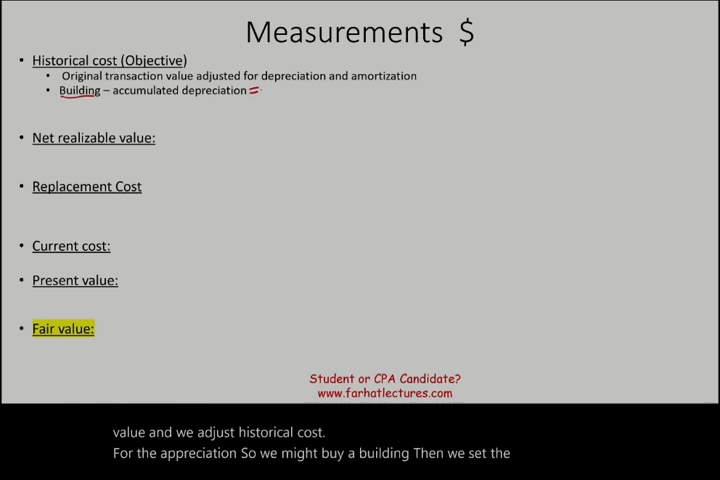 Measurements $
• Historical cost (Objective)
• Original transaction value adjusted for depreciation and amortization
• Building – accumulated depreciation =
• Net realizable value:
• Replacement Cost
• Current cost:
• Present value:
• Fair value:
Student or CPA Candidate?
www.farhatlectures.com
value and we adjust historical cost.
For the appreciation So we might buy a building Then we set the